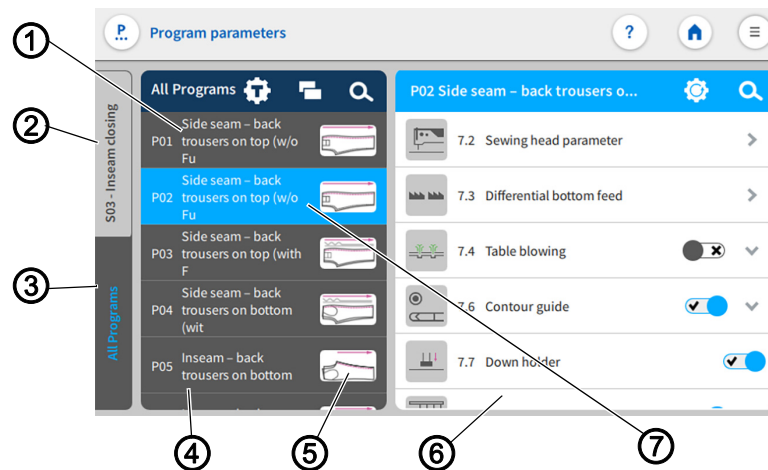 P...
Program parameters
?
①
②
③
S03 - Inseam closing
All Programs
All Programs
T
P01 Side seam – back
trousers on top (w/o
Fu
P02 Side seam – back
trousers on top (w/o
Fu
P03 Side seam – back
trousers on top (with
F
P04 Side seam – back
trousers on bottom
(wit
P05 Inseam – back
trousers on bottom
P02 Side seam – back trousers o...
7.2 Sewing head parameter
7.3 Differential bottom feed
7.4 Table blowing
7.6 Contour guide
7.7 Down holder
④
⑤
⑥
⑦